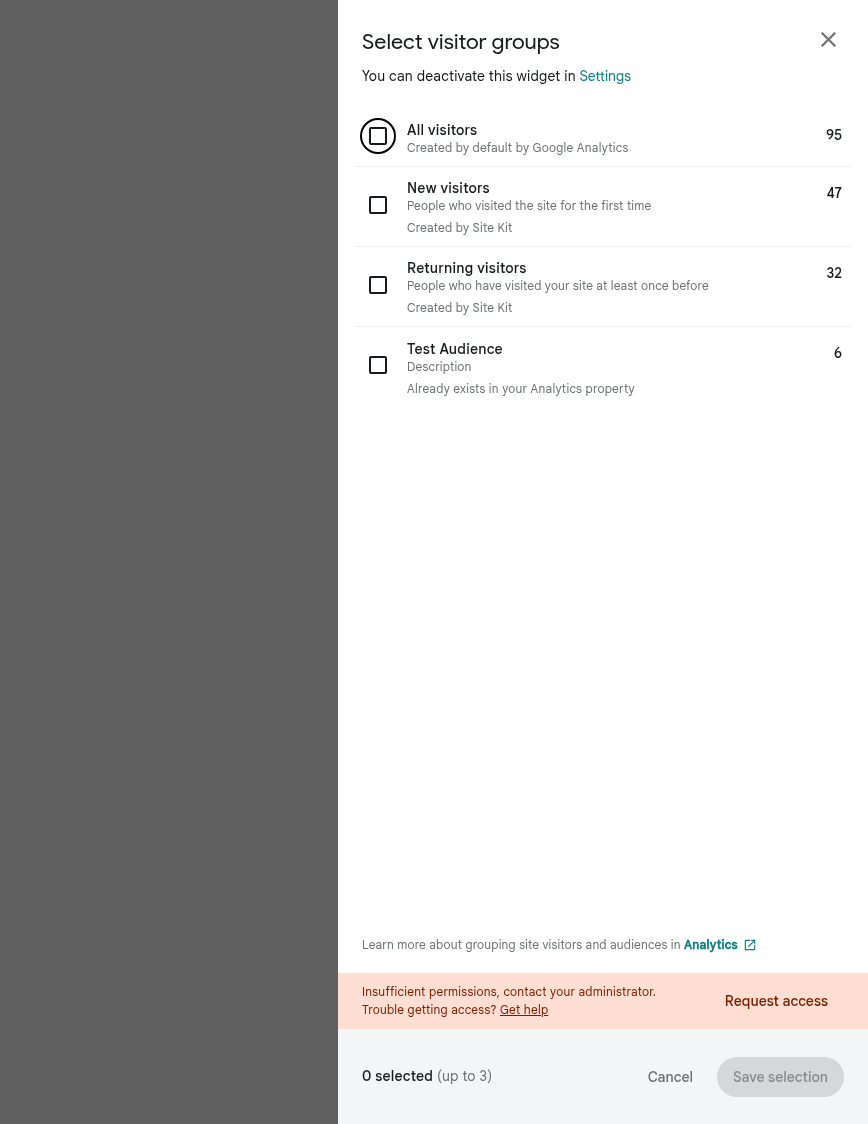 Select visitor groups
You can deactivate this widget in Settings
All visitors
95
Created by default by Google Analytics
New visitors
47
People who visited the site for the first time
Created by Site Kit
Returning visitors
32
People who have visited your site at least once before
Created by Site Kit
Test Audience
6
Description
Already exists in your Analytics property
Learn more about grouping site visitors and audiences in Analytics
Insufficient permissions, contact your administrator.
Trouble getting access? Get help
Request access
0 selected (up to 3)
Cancel
Save selection